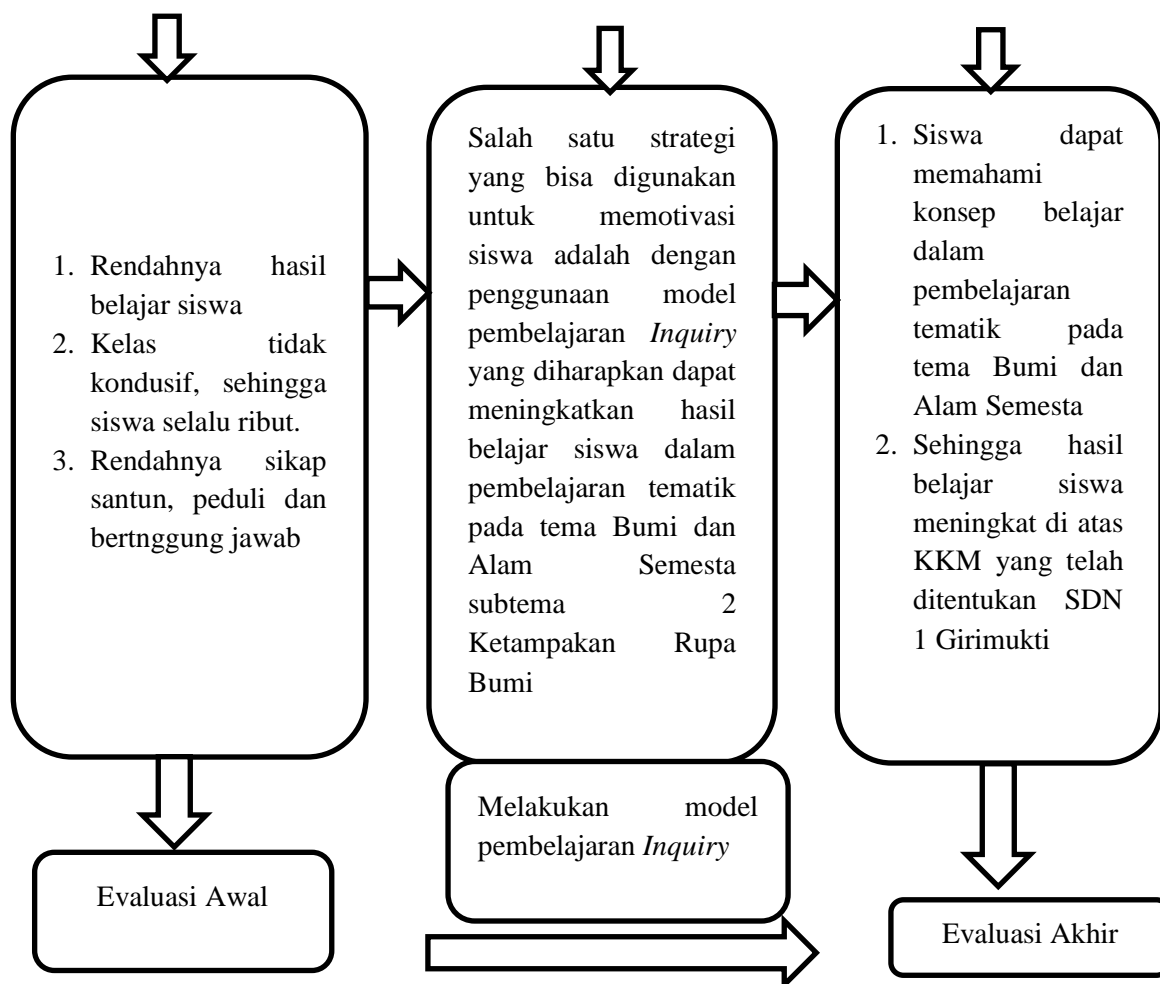 1. Rendahnya hasil
belajar siswa
2. Kelas tidak
kondusif, sehingga
siswa selalu ribut.
3. Rendahnya sikap
santun, peduli dan
bertnggung jawab
Evaluasi Awal
Salah satu strategi
yang bisa digunakan
untuk memotivasi
siswa adalah dengan
penggunaan model
pembelajaran Inquiry
yang diharapkan dapat
meningkatkan hasil
belajar siswa dalam
pembelajaran tematik
pada tema Bumi dan
Alam Semesta
subtema 2
Ketampakan Rupa
Bumi
Melakukan model
pembelajaran Inquiry
1. Siswa dapat
memahami
konsep belajar
dalam
pembelajaran
tematik pada
tema Bumi dan
Alam Semesta
2. Sehingga hasil
belajar siswa
meningkat di atas
KKM yang telah
ditentukan SDN
1 Girimukti
Evaluasi Akhir